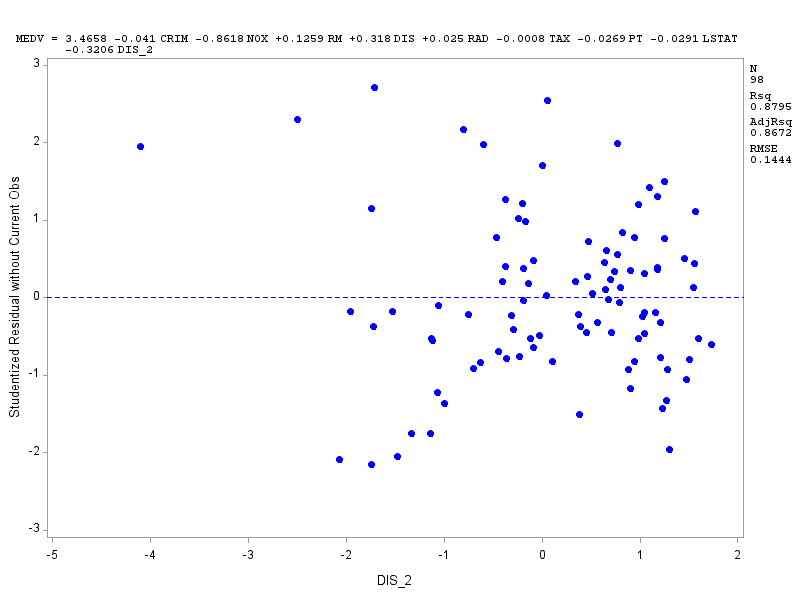 MEDV = 3.4658 -0.041 CRIM -0.8618 NOX +0.1259 RM +0.318 DIS +0.025 RAD -0.0008 TAX -0.0269 PT -0.0291 LSTAT
-0.3206 DIS_2
N
98
Rsq
0.8795
AdjRsq
0.8672
RMSE
0.1444
Studentized Residual without Current Obs
3
2
1
0
-1
-2
-3
-5 -4 -3 -2 -1 0 1 2
DIS_2